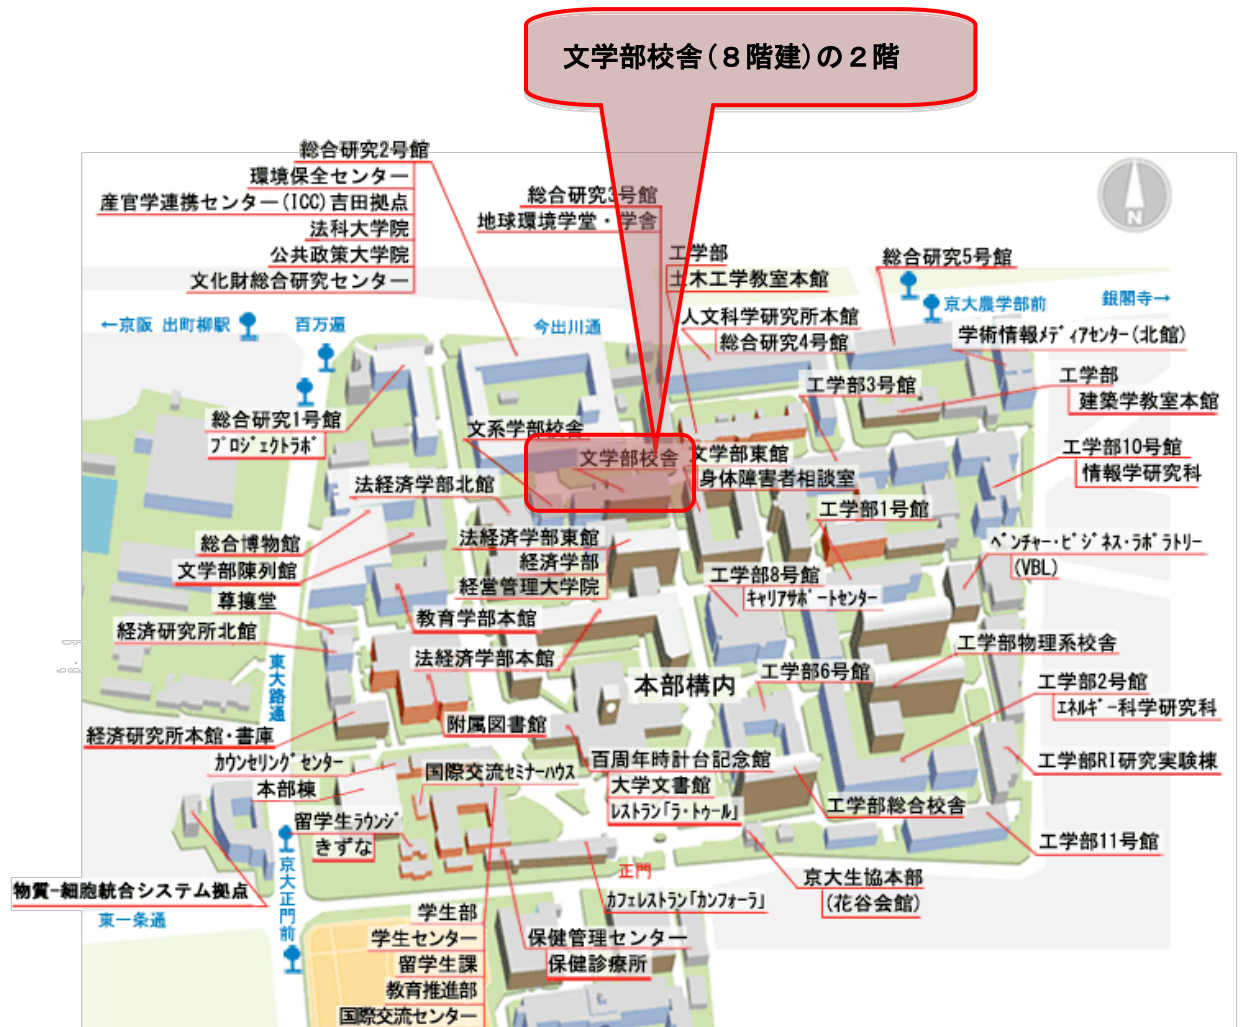 文学部校舎(8階建)の2階
総合研究2号館
環境保全センター
産官学連携センター(ICC)吉田拠点
法科大学院
公共政策大学院
文化財総合研究センター
総合研究3号館
地球環境学堂・学舎
工学部
土木工学教室本館
人文科学研究所本館
総合研究4号館
総合研究5号館
N
京大農学部前
銀閣寺→
←京阪 出町柳駅
百万遍
今出川通
学術情報メディアセンター(北館)
工学部
建築学教室本館
工学部3号館
総合研究1号館
プロジェクトラボ
文系学部校舎
文学部校舎
文学部東館
身体障害者相談室
工学部10号館
情報学研究科
法経済学部北館
工学部1号館
総合博物館
文学部陳列館
法経済学部東館
経済学部
経営管理大学院
ベンチャー・ビジネス・ラボラトリー
(VBL)
工学部8号館
キャリアサポートセンター
尊攘堂
経済研究所北館
教育学部本館
法経済学部本館
東大路通
本部構内
工学部6号館
工学部物理系校舎
工学部2号館
エネルギー科学研究科
附属図書館
経済研究所本館・書庫
カウンセリングセンター
本部棟
国際交流セミナーハウス
百周年時計台記念館
大学文書館
レストラン「ラ・トゥール」
工学部RI研究実験棟
工学部総合校舎
留学生ラウンジ
きずな
工学部11号館
物質-細胞統合システム拠点
東一条通
京大正門前
正門
京大生協本部
(花谷会館)
カフェレストラン「カンフォーラ」
学生部
学生センター
留学生課
教育推進部
国際交流センター
保健管理センター
保健診療所